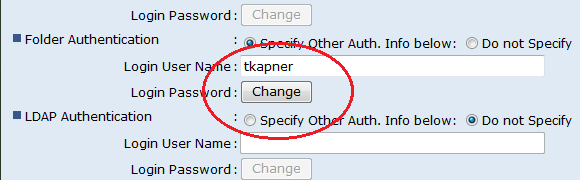 Login Password : Change
Folder Authentication : Specify Other Auth. Info below: Do not Specify
Login User Name : tkapner
Login Password : Change
LDAP Authentication : Specify Other Auth. Info below: Do not Specify
Login User Name :
Login Password : Change